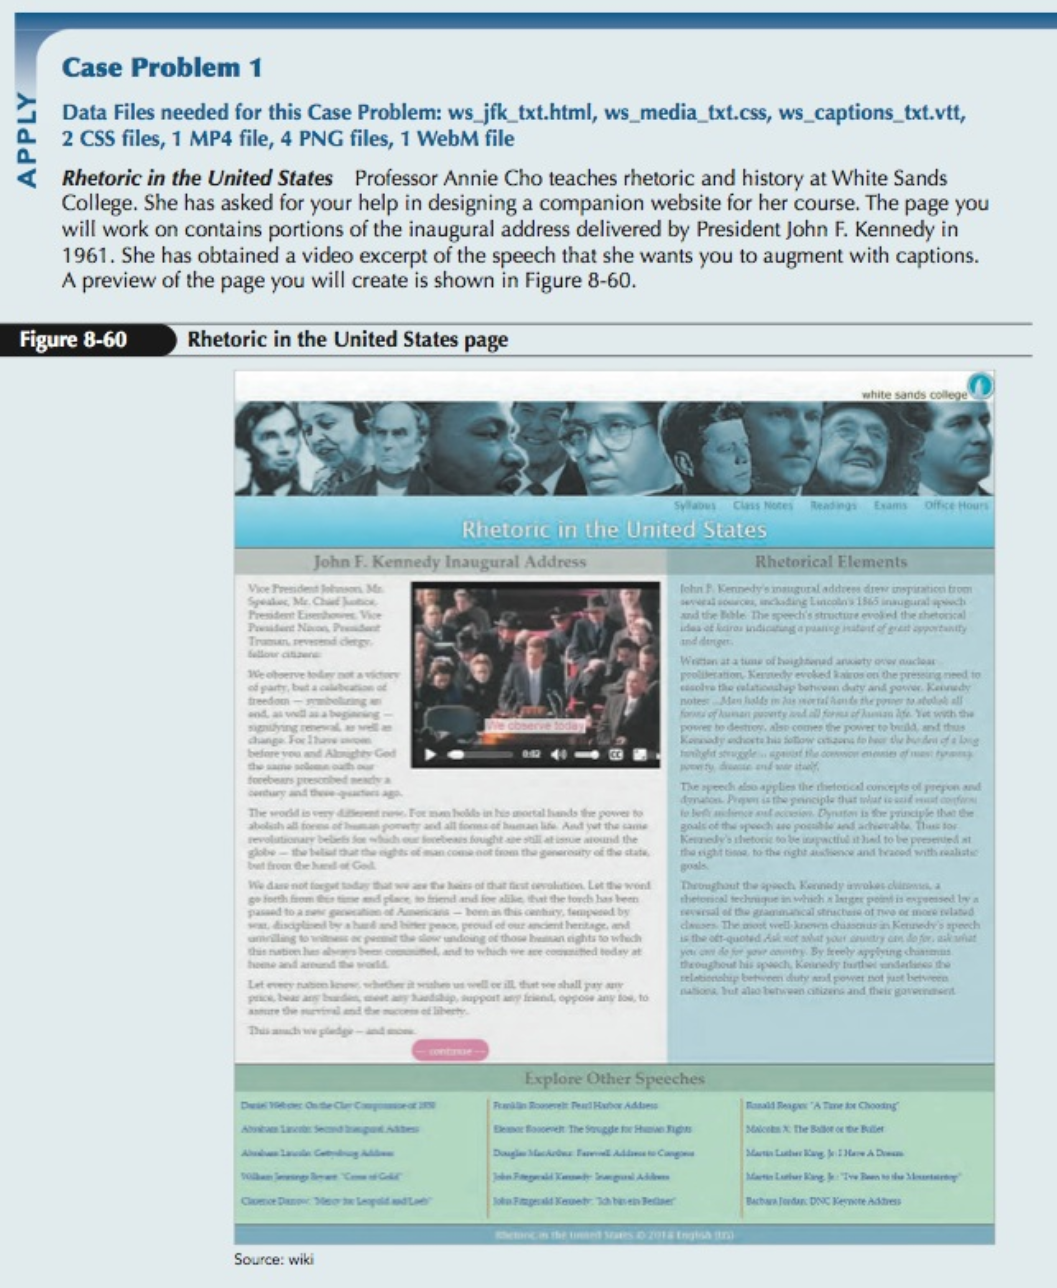 APPLY
Case Problem 1
Data Files needed for this Case Problem: ws_jfk_txt.html, ws_media_txt.css, ws_captions_txt.vtt,
2 CSS files, 1 MP4 file, 4 PNG files, 1 WebM file
Rhetoric in the United States Professor Annie Cho teaches rhetoric and history at White Sands
College. She has asked for your help in designing a companion website for her course. The page you
will work on contains portions of the inaugural address delivered by President John F. Kennedy in
1961. She has obtained a video excerpt of the speech that she wants you to augment with captions.
A preview of the page you will create is shown in Figure 8-60.
Figure 8-60 Rhetoric in the United States page
white sands college
Syllabus Class Notes Readings Exams Office Hours
Rhetoric in the United States
John F. Kennedy Inaugural Address
Vice President Johnson, Mr.
Speaker, Mr. Chief Justice,
President Eisenhower, Vice
President Nixon, President
Truman, reverend clergy,
fellow citizens:
We observe today not a victory
of party, but a celebration of
freedom — symbolizing an
end, as well as a beginning —
signifying renewal, as well as
change. For I have sworn
before you and Almighty God
the same solemn oath our
forebears prescribed nearly a
century and three-quarters ago.
We observe today
0:02
CC
The world is very different now. For man holds in his mortal hands the power to
abolish all forms of human poverty and all forms of human life. And yet the same
revolutionary beliefs for which our forebears fought are still at issue around the
globe — the belief that the rights of man come not from the generosity of the state,
but from the hand of God.
We dare not forget today that we are the heirs of that first revolution. Let the word
go forth from this time and place, to friend and foe alike, that the torch has been
passed to a new generation of Americans — born in this century, tempered by
war, disciplined by a hard and bitter peace, proud of our ancient heritage, and
unwilling to witness or permit the slow undoing of those human rights to which
this nation has always been committed, and to which we are committed today at
home and around the world.
Let every nation know, whether it wishes us well or ill, that we shall pay any
price, bear any burden, meet any hardship, support any friend, oppose any foe, to
assure the survival and the success of liberty.
This much we pledge — and more.
— continue —
Rhetorical Elements
John F. Kennedy's inaugural address drew inspiration from
several sources, including Lincoln's 1865 inaugural speech
and the Bible. The speech's structure evoked the rhetorical
idea of kairos indicating a passing instant of great opportunity
and danger.
Written at a time of heightened anxiety over nuclear
proliferation, Kennedy evoked kairos on the pressing need to
resolve the relationship between duty and power. Kennedy
notes: ...Man holds in his mortal hands the power to abolish all
forms of human poverty and all forms of human life. Yet with the
power to destroy, also comes the power to build, and thus
Kennedy exhorts his fellow citizens to bear the burden of a long
twilight struggle... against the common enemies of man: tyranny,
poverty, disease, and war itself.
The speech also applies the rhetorical concepts of prepon and
dynaton. Prepon is the principle that what is said must conform
to both audience and occasion. Dynaton is the principle that the
goals of the speech are possible and achievable. Thus for
Kennedy's rhetoric to be impactful it had to be presented at
the right time, to the right audience and braced with realistic
goals.
Throughout the speech, Kennedy invokes chiasmus, a
rhetorical technique in which a larger point is expressed by a
reversal of the grammatical structure of two or more related
clauses. The most well-known chiasmus in Kennedy's speech
is the oft-quoted Ask not what your country can do for, ask what
you can do for your country. By freely applying chiasmus
throughout his speech, Kennedy further underlines the
relationship between duty and power not just between
nations, but also between citizens and their government.
Explore Other Speeches
Daniel Webster: On the Clay Compromise of 1850
Abraham Lincoln: Second Inaugural Address
Abraham Lincoln: Gettysburg Address
William Jennings Bryant: "Cross of Gold"
Clarence Darrow: "Mercy for Leopold and Loeb"
Franklin Roosevelt: Pearl Harbor Address
Eleanor Roosevelt: The Struggle for Human Rights
Douglas MacArthur: Farewell Address to Congress
John Fitzgerald Kennedy: Inaugural Address
John Fitzgerald Kennedy: "Ich bin ein Berliner"
Ronald Reagan: "A Time for Choosing"
Malcolm X: The Ballot or the Bullet
Martin Luther King, Jr: I Have A Dream
Martin Luther King, Jr.: "I've Been to the Mountaintop"
Barbara Jordan: DNC Keynote Address
Rhetoric in the United States © 2018 English (US)
Source: wiki